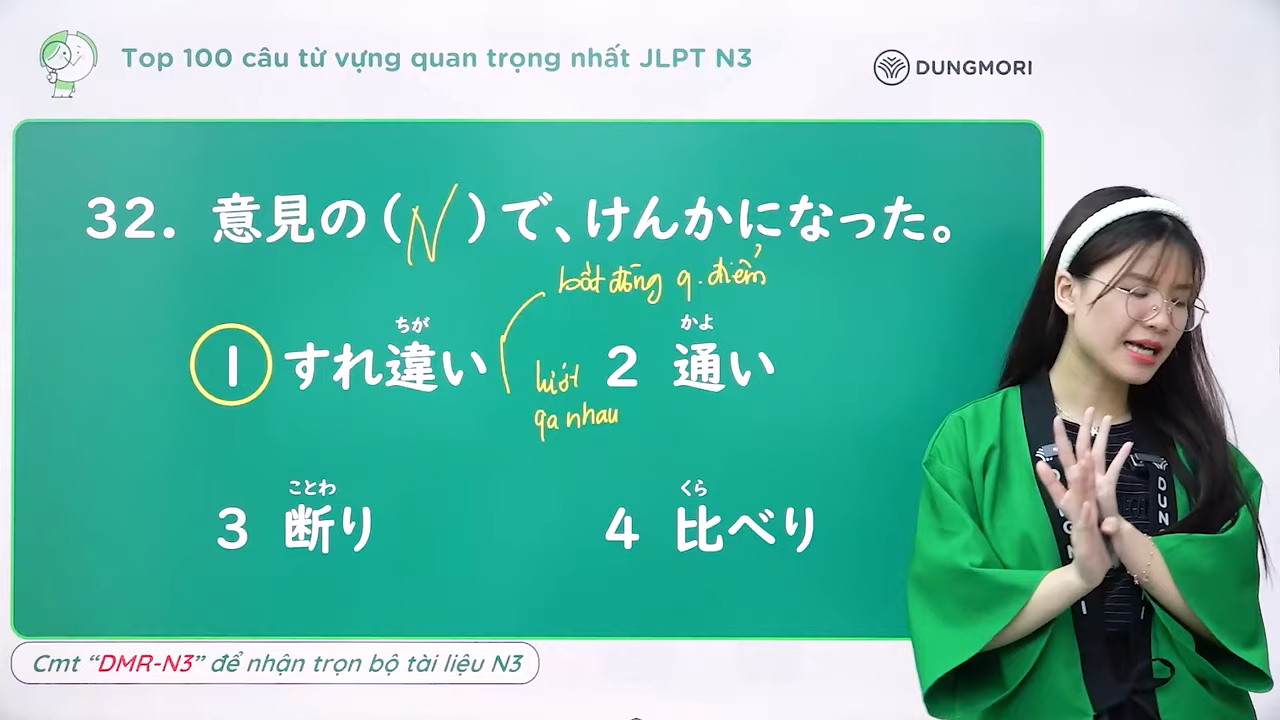 Top 100 câu từ vựng quan trọng nhất JLPT N3
DUNGMORI
32. 意見の ( N ) で、けんかになった。
bất đồng q. điểm
ちが
1 すれ違い
lướt
qa nhau
かよ
2 通い
ことわ
3 断り
くら
4 比べり
Cmt “DMR-N3” để nhận trọn bộ tài liệu N3